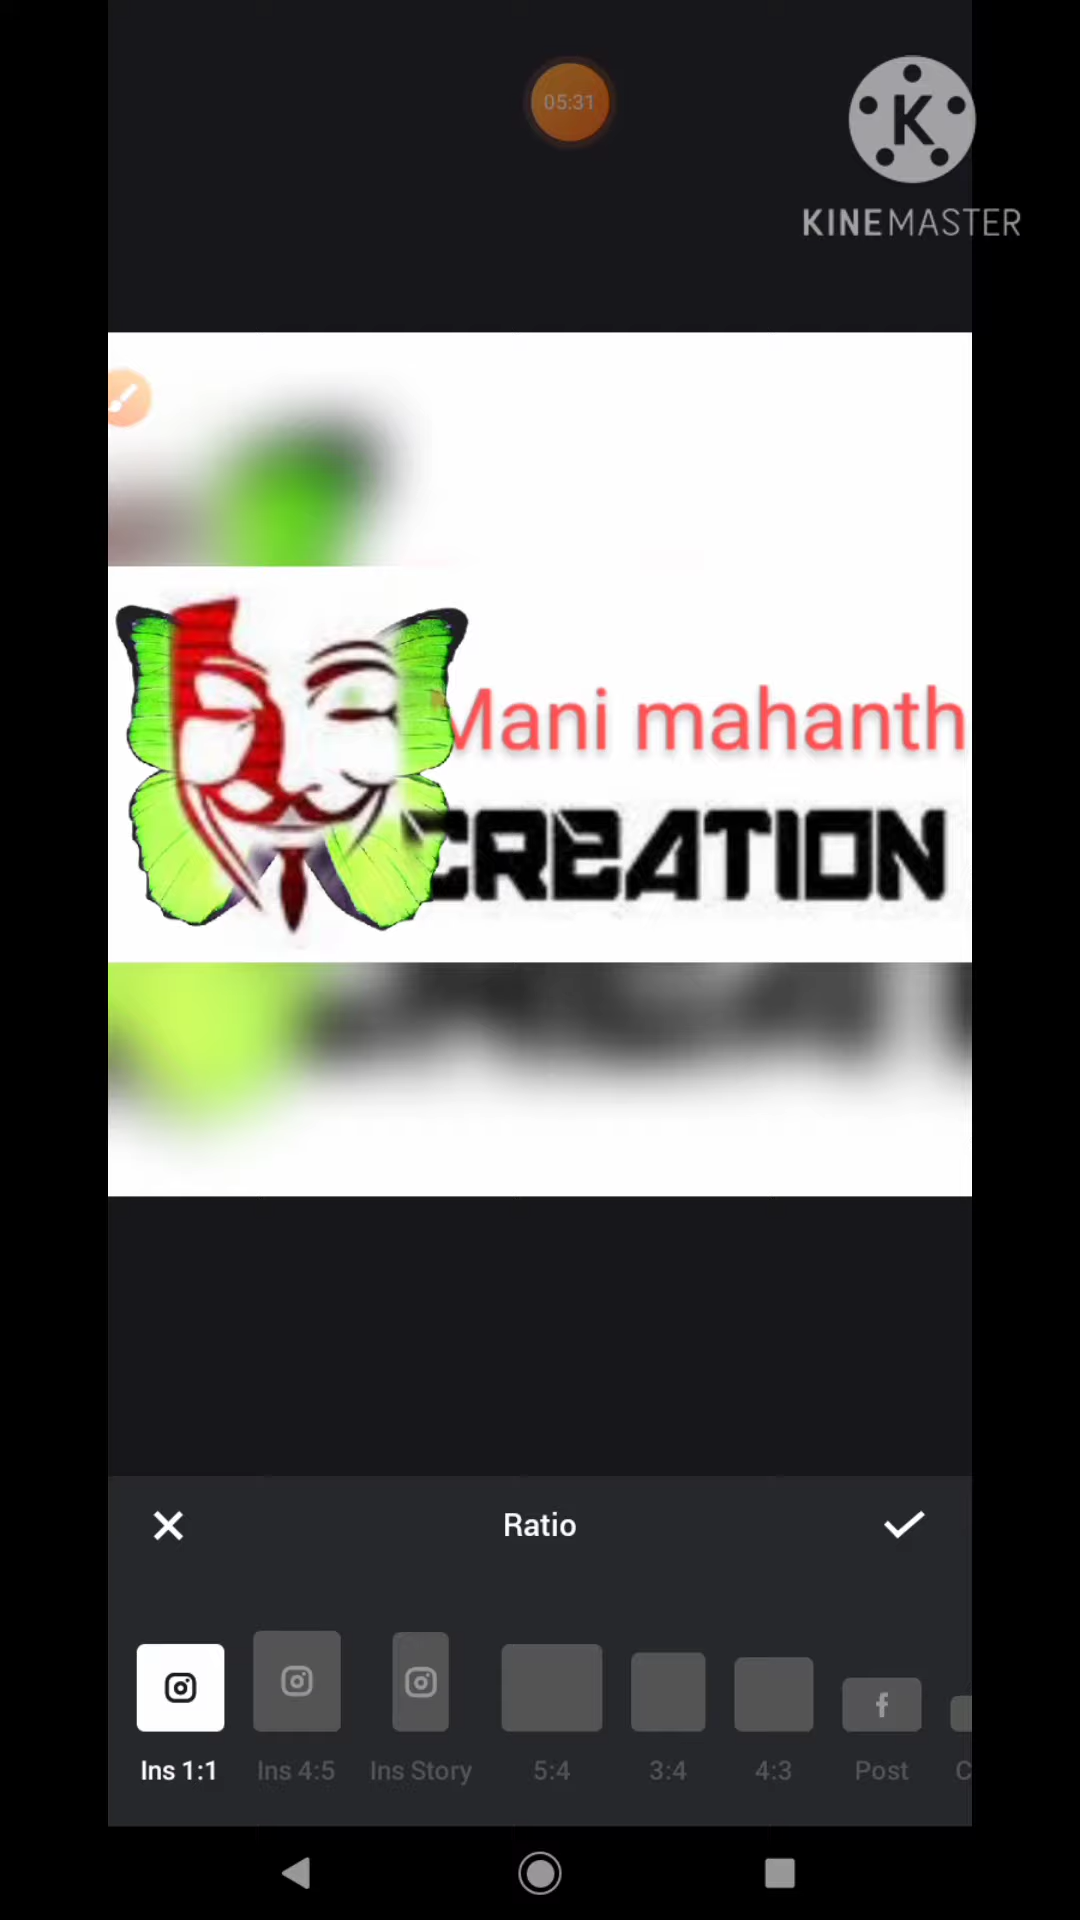 05:31
K
KINEMASTER
Mani mahanth
CREATION
Ratio
Ins 1:1
Ins 4:5
Ins Story
5:4
3:4
4:3
Post